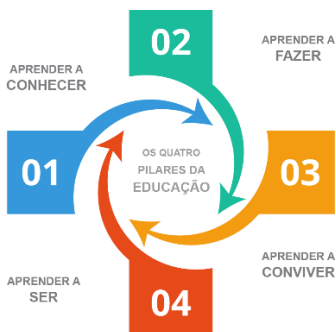 02
APRENDER A
FAZER
APRENDER A
CONHECER
01
OS QUATRO
PILARES DA
EDUCAÇÃO
03
APRENDER A
CONVIVER
APRENDER A
SER
04